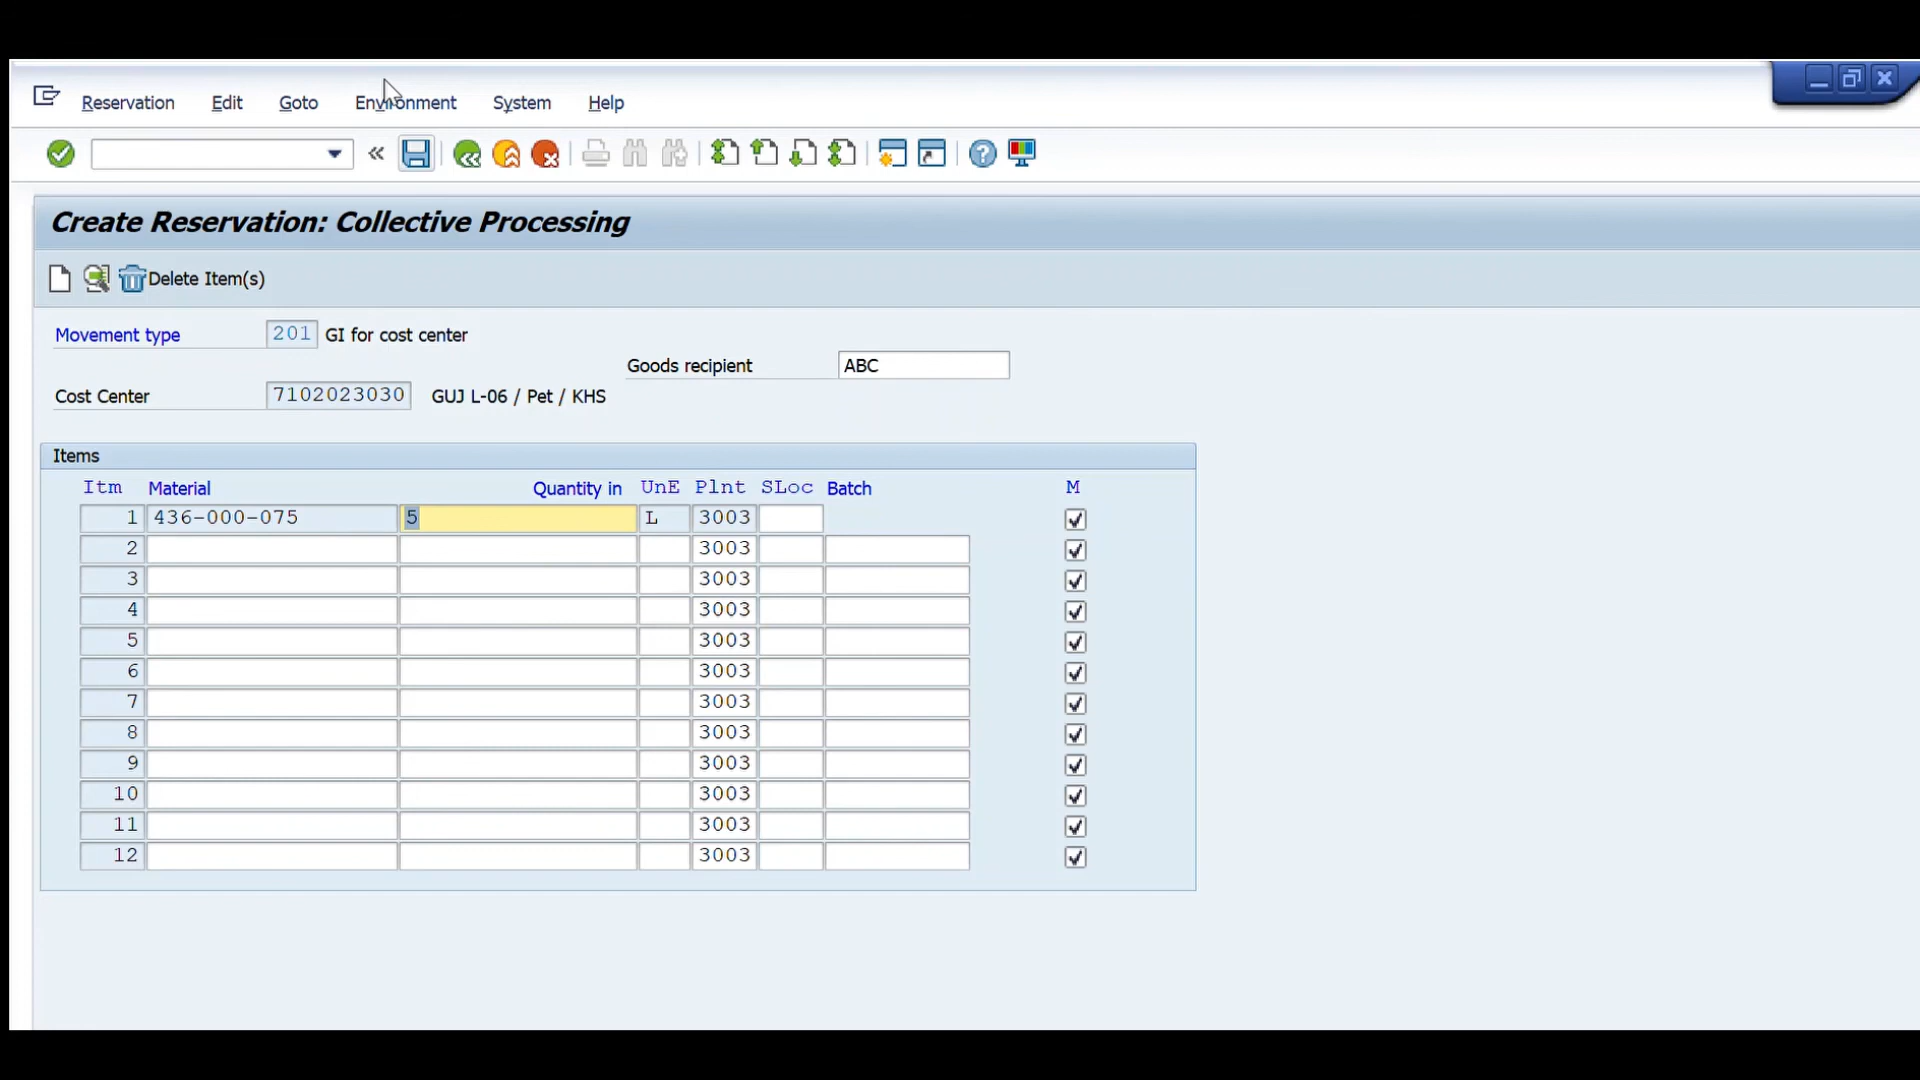 Reservation Edit Goto Environment System Help
Create Reservation: Collective Processing
Delete Item(s)
Movement type 201 GI for cost center
Goods recipient ABC
Cost Center 7102023030 GUJ L-06 / Pet / KHS
Items
Itm Material Quantity in UnE Plnt SLoc Batch M
1 436-000-075 5 L 3003
2 3003
3 3003
4 3003
5 3003
6 3003
7 3003
8 3003
9 3003
10 3003
11 3003
12 3003